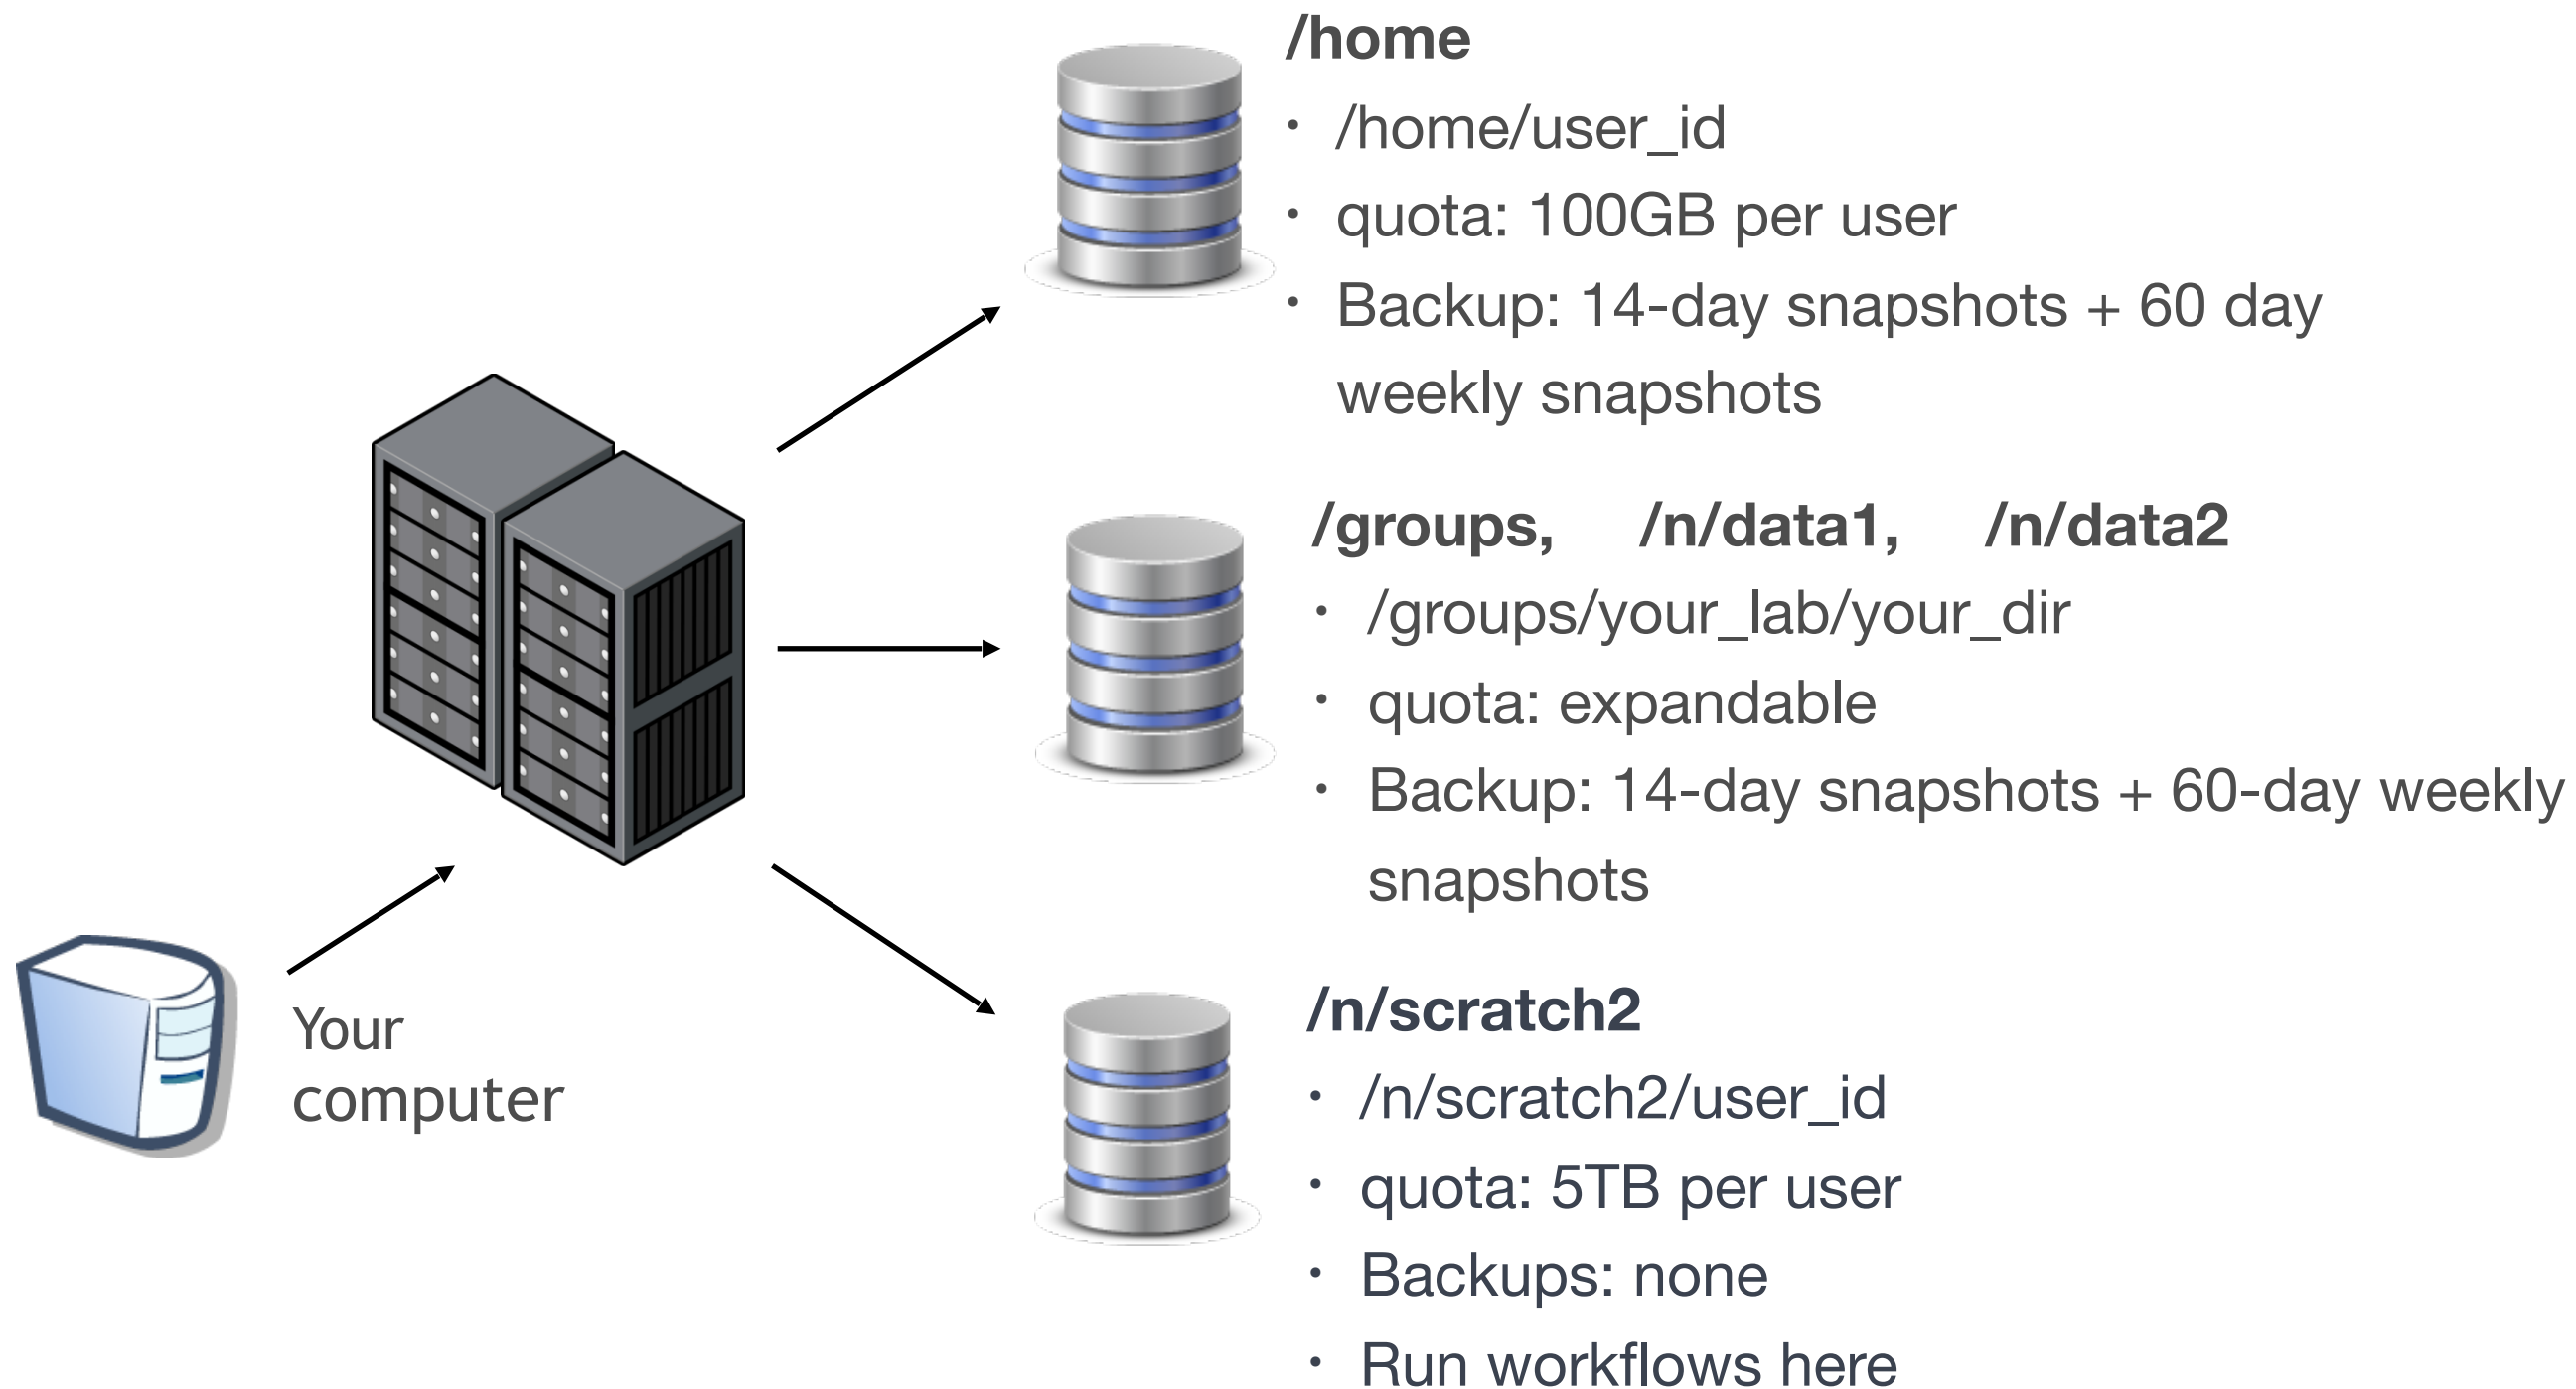 /home
· /home/user_id
· quota: 100GB per user
· Backup: 14-day snapshots + 60 day
weekly snapshots
/groups, /n/data1, /n/data2
· /groups/your_lab/your_dir
· quota: expandable
· Backup: 14-day snapshots + 60-day weekly
snapshots
Your
computer
/n/scratch2
· /n/scratch2/user_id
· quota: 5TB per user
· Backups: none
· Run workflows here